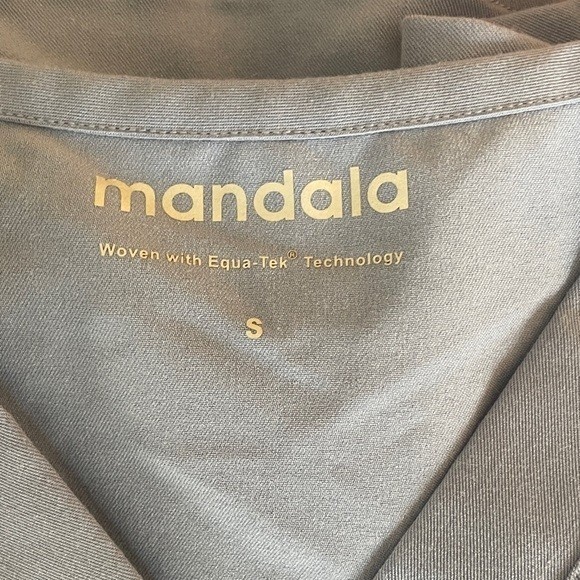 mandala
Woven with Equa-Tek® Technology
S